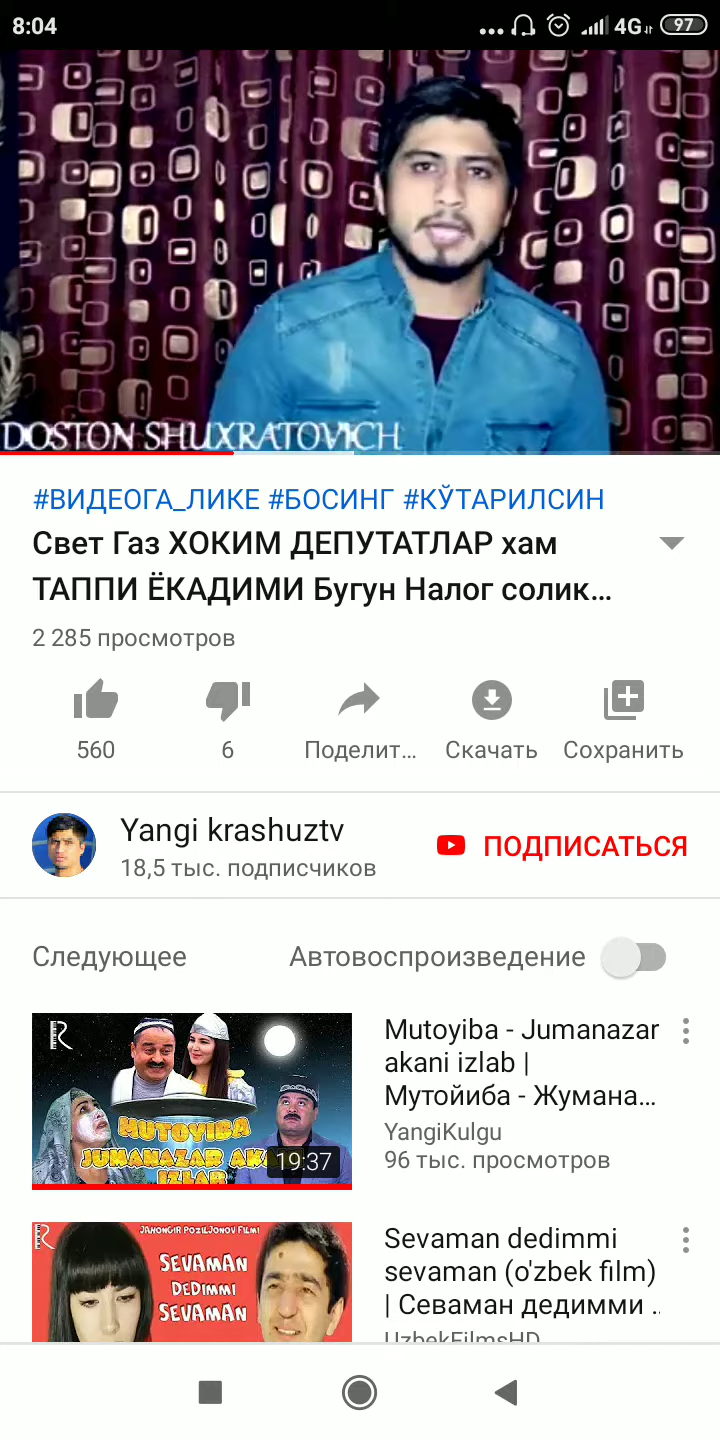 8:04
4G
97
DOSTON SHUXRATOVICH
#ВИДЕОГА_ЛИКЕ #БОСИНГ #КЎТАРИЛСИН
Свет Газ ХОКИМ ДЕПУТАТЛАР хам
ТАППИ ЁКАДИМИ Бугун Налог солик...
2 285 просмотров
560
6
Поделит...
Скачать
Сохранить
Yangi krashuztv
18,5 тыс. подписчиков
ПОДПИСАТЬСЯ
Следующее
Автовоспроизведение
R
MUTOYIBA
JUMANAZAR
IZLAB
19:37
Mutoyiba - Jumanazar
akani izlab |
Мутойиба - Жумана...
YangiKulgu
96 тыс. просмотров
R
JAHONGIR POZILJONOV FILMI
SEVAMAN
DEDIMMI
SEVAMAN
Sevaman dedimmi
sevaman (o'zbek film)
| Севаман дедимми ..
UzbekFilmsHD